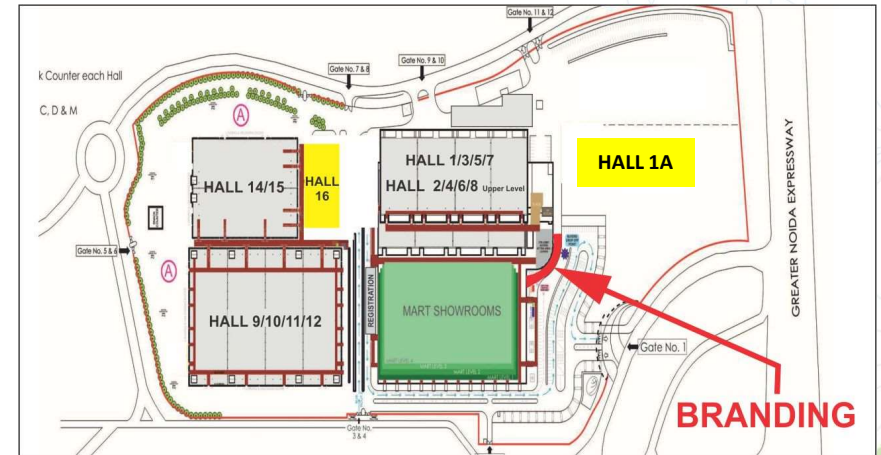 Gate No. 11 & 12
Gate No. 9 & 10
Gate No. 7 & 8
k Counter each Hall
C, D & M
A
HALL 1/3/5/7
HALL 2/4/6/8 Upper Level
HALL 1A
HALL 14/15
HALL
16
GREATER NOIDA EXPRESSWAY
Gate No. 5 & 6
A
REGISTRATION
MART SHOWROOMS
HALL 9/10/11/12
Gate No. 1
BRANDING
Gate No.
3 & 4